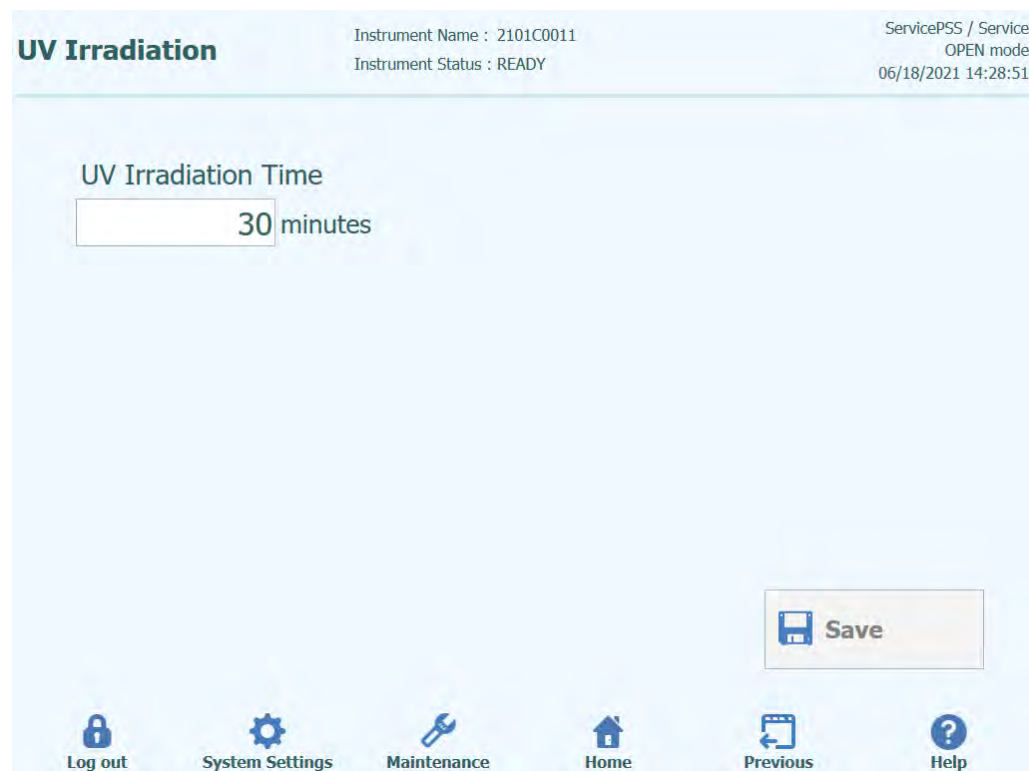 UV Irradiation
Instrument Name : 2101C0011
Instrument Status : READY
ServicePSS / Service
OPEN mode
06/18/2021 14:28:51
UV Irradiation Time
30 minutes
Save
Log out
System Settings
Maintenance
Home
Previous
Help